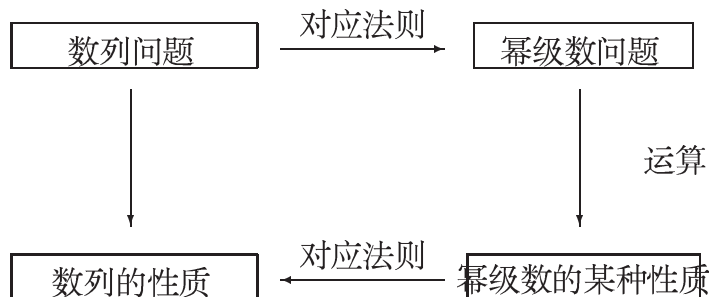 对应法则
数列问题
幂级数问题
运算
对应法则
数列的性质
幂级数的某种性质